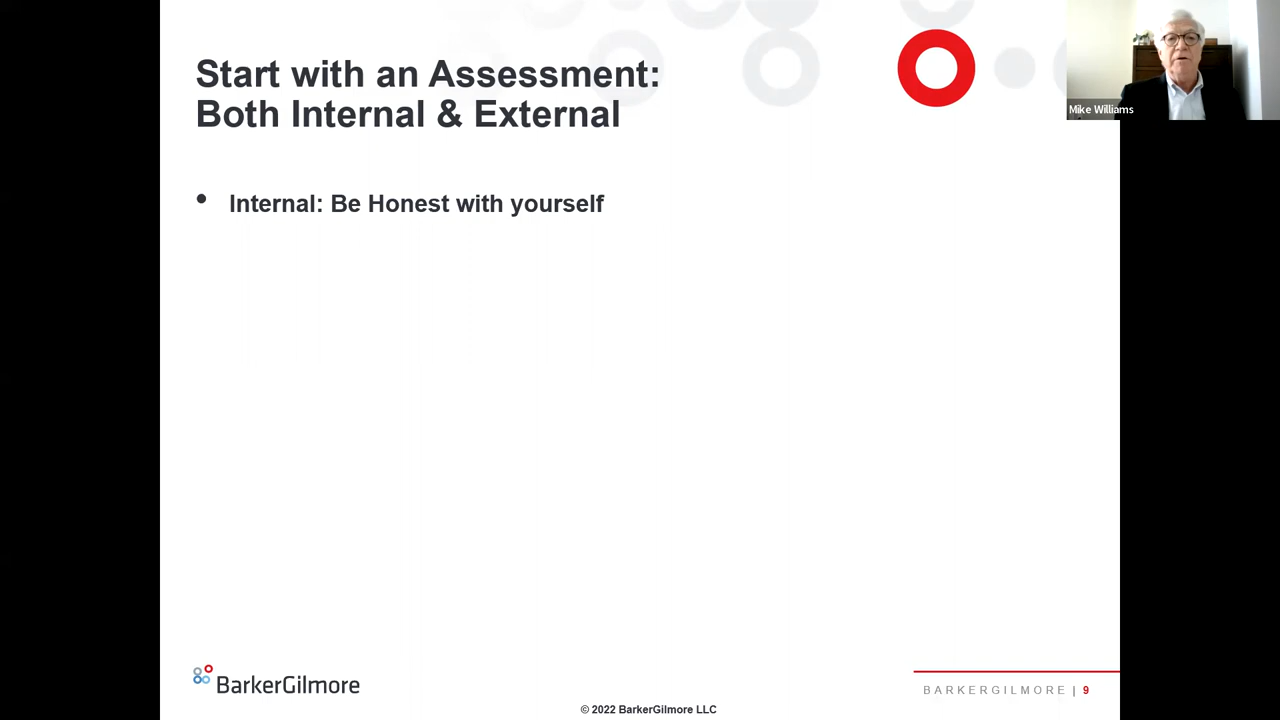 Start with an Assessment:
Both Internal & External
Mike Williams
• Internal: Be Honest with yourself
BarkerGilmore
BARKERGILMORE | 9
© 2022 BarkerGilmore LLC